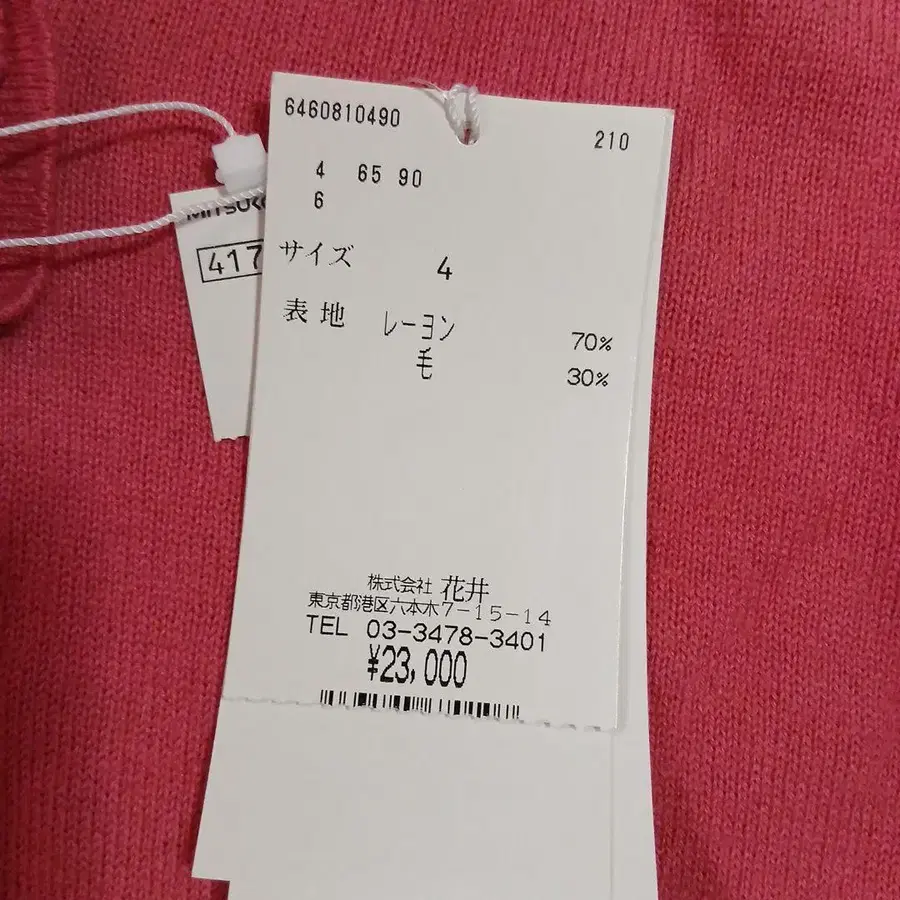 6460810490
210
4 65 90
6
サイズ 4
表地 レーヨン 70%
毛 30%
株式会社 花井
東京都港区六本木7-15-14
TEL 03-3478-3401
¥23,000
MITSUKO
417